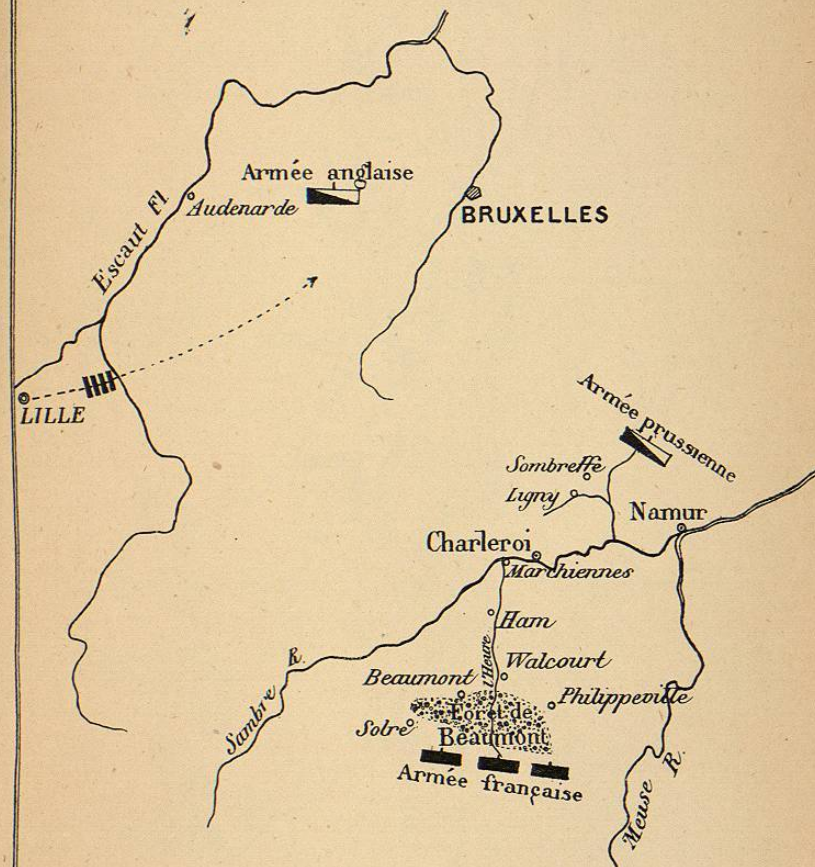 Armée anglaise
Audenarde
BRUXELLES
Escaut Fl
LILLE
Armée prussienne
Sombreffe
Ligny
Namur
Charleroi
Marchiennes
Ham
l'Heure
Walcourt
Beaumont
Philippeville
Sambre R.
Solre
Foret de
Beaumont
Armée française
Meuse R.